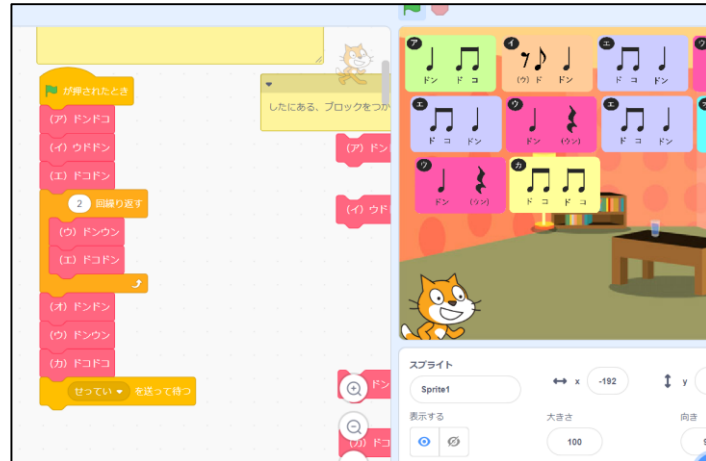 が押されたとき
(ア) ドンドコ
(イ) ウドドン
(エ) ドコドン
2 回繰り返す
(ウ) ドンウン
(エ) ドコドン
(オ) ドンドン
(ウ) ドンウン
(カ) ドコドコ
せってい を送って待つ
したにある、ブロックをつか
(ア) ドン
(イ) ウド
ドン
(カ) ドコ
ア
ドン ド コ
イ
(ウ) ド ドン
エ
ド コ ドン
ウ
エ
ド コ ドン
ウ
ドン (ウン)
エ
ド コ ドン
オ
ウ
ドン (ウン)
カ
ド コ ド コ
スプライト
Sprite1
x -192
y
表示する
大きさ
100
向き
9